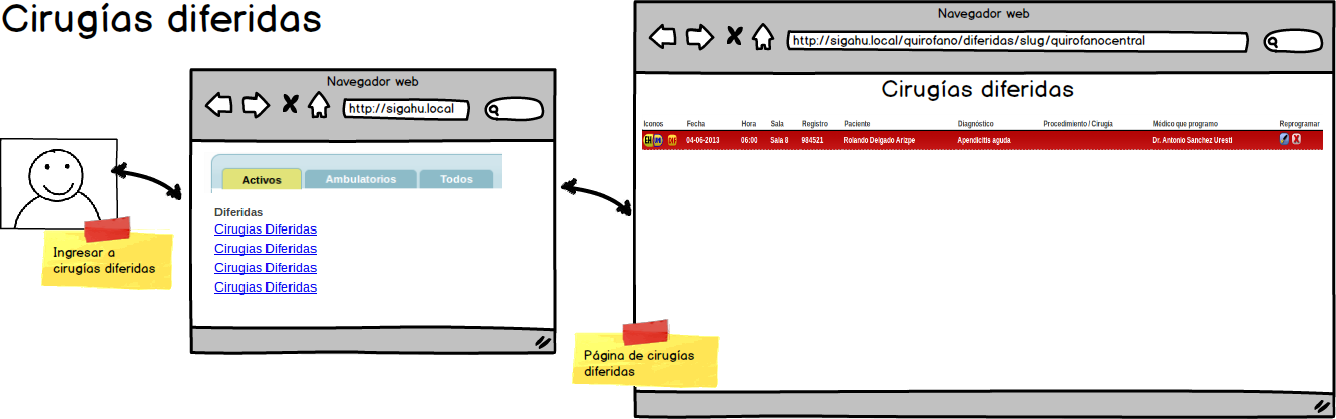 Cirugías diferidas
Navegador web
http://sigahu.local
Activos Ambulatorios Todos
Diferidas
Cirugias Diferidas
Cirugias Diferidas
Cirugias Diferidas
Cirugias Diferidas
Ingresar a
cirugías diferidas
Navegador web
http://sigahu.local/quirofano/diferidas/slug/quirofanocentral
Cirugías diferidas
Iconos Fecha Hora Sala Registro Paciente Diagnóstico Procedimiento / Cirugia Médico que programo Reprogramar
EH DIF 04-06-2013 06:00 Sala 8 984521 Rolando Delgado Arizpe Apendicitis aguda Dr. Antonio Sanchez Uresti
Página de cirugías
diferidas